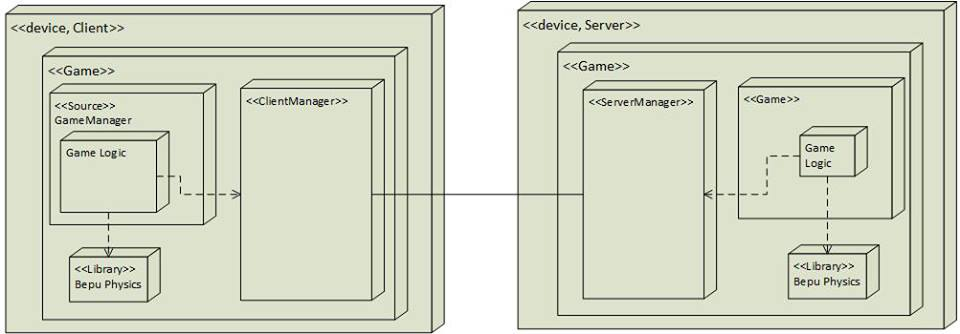 <<device, Client>>
<<Game>>
<<Source>>
GameManager
Game Logic
<<Library>>
Bepu Physics
<<ClientManager>>
<<device, Server>>
<<Game>>
<<ServerManager>>
<<Game>>
Game
Logic
<<Library>>
Bepu Physics